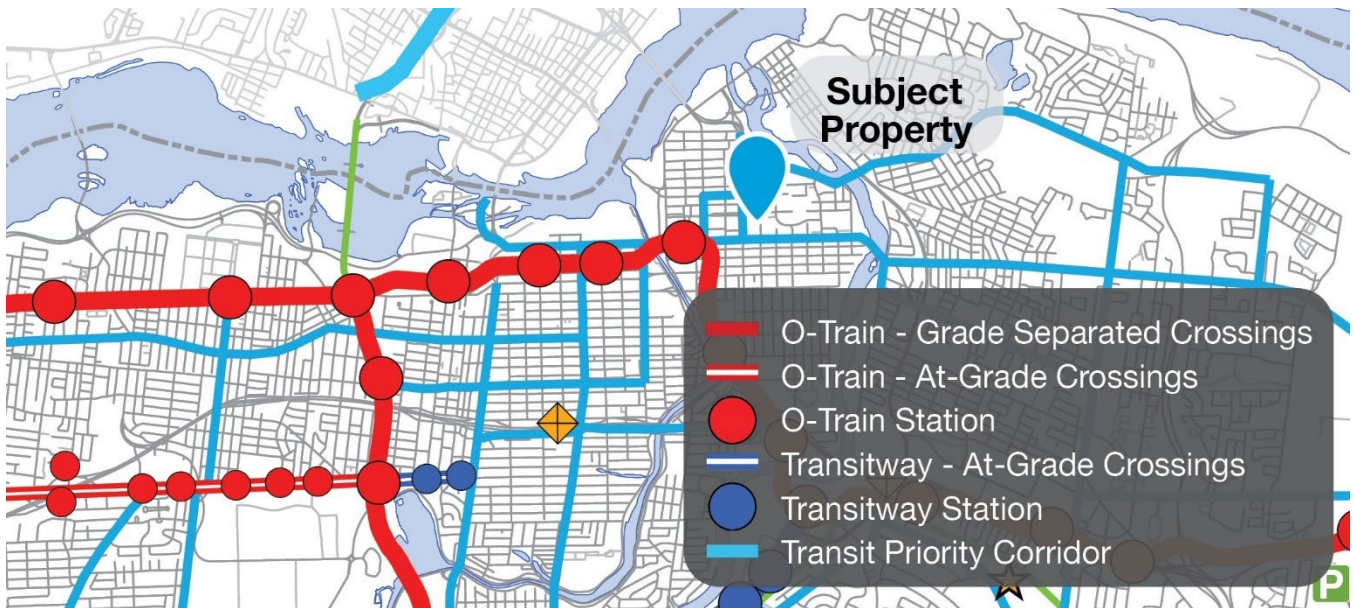 Subject
Property
O-Train - Grade Separated Crossings
O-Train - At-Grade Crossings
O-Train Station
Transitway - At-Grade Crossings
Transitway Station
Transit Priority Corridor
P